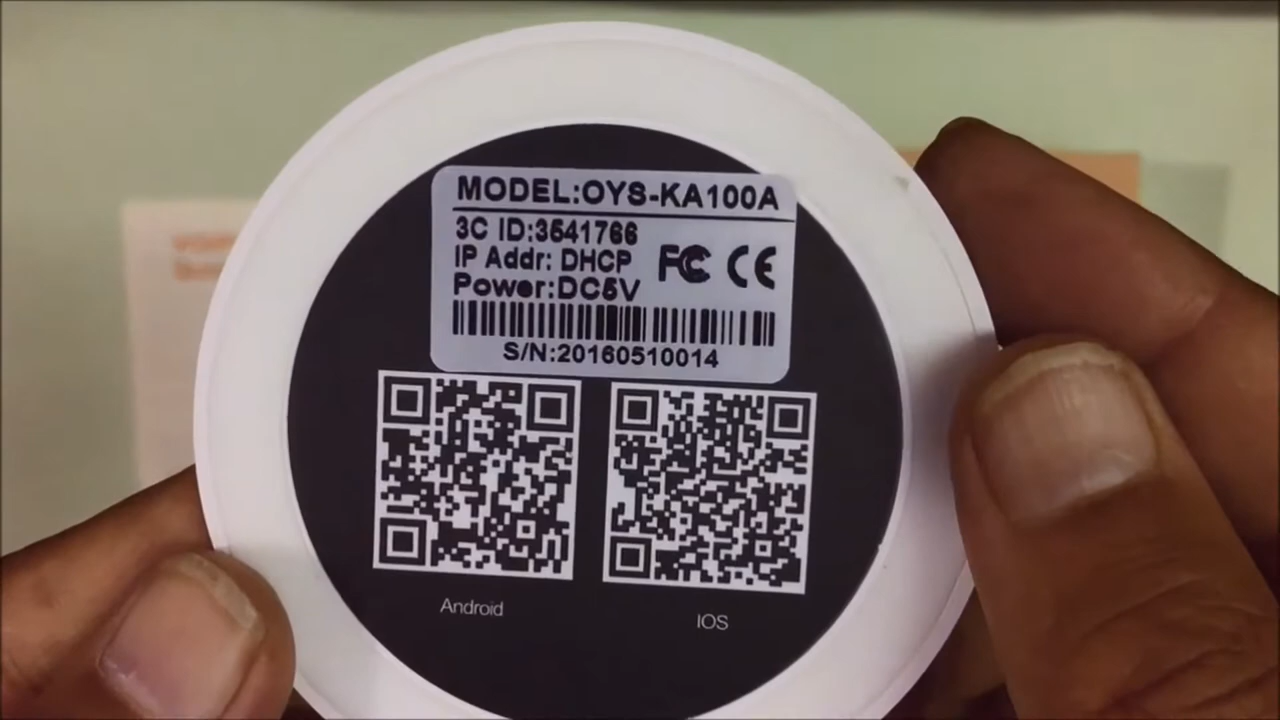 MODEL:OYS-KA100A
3C ID:3541766
IP Addr: DHCP
Power:DC5V
FC CE
S/N:20160510014
Android
IOS